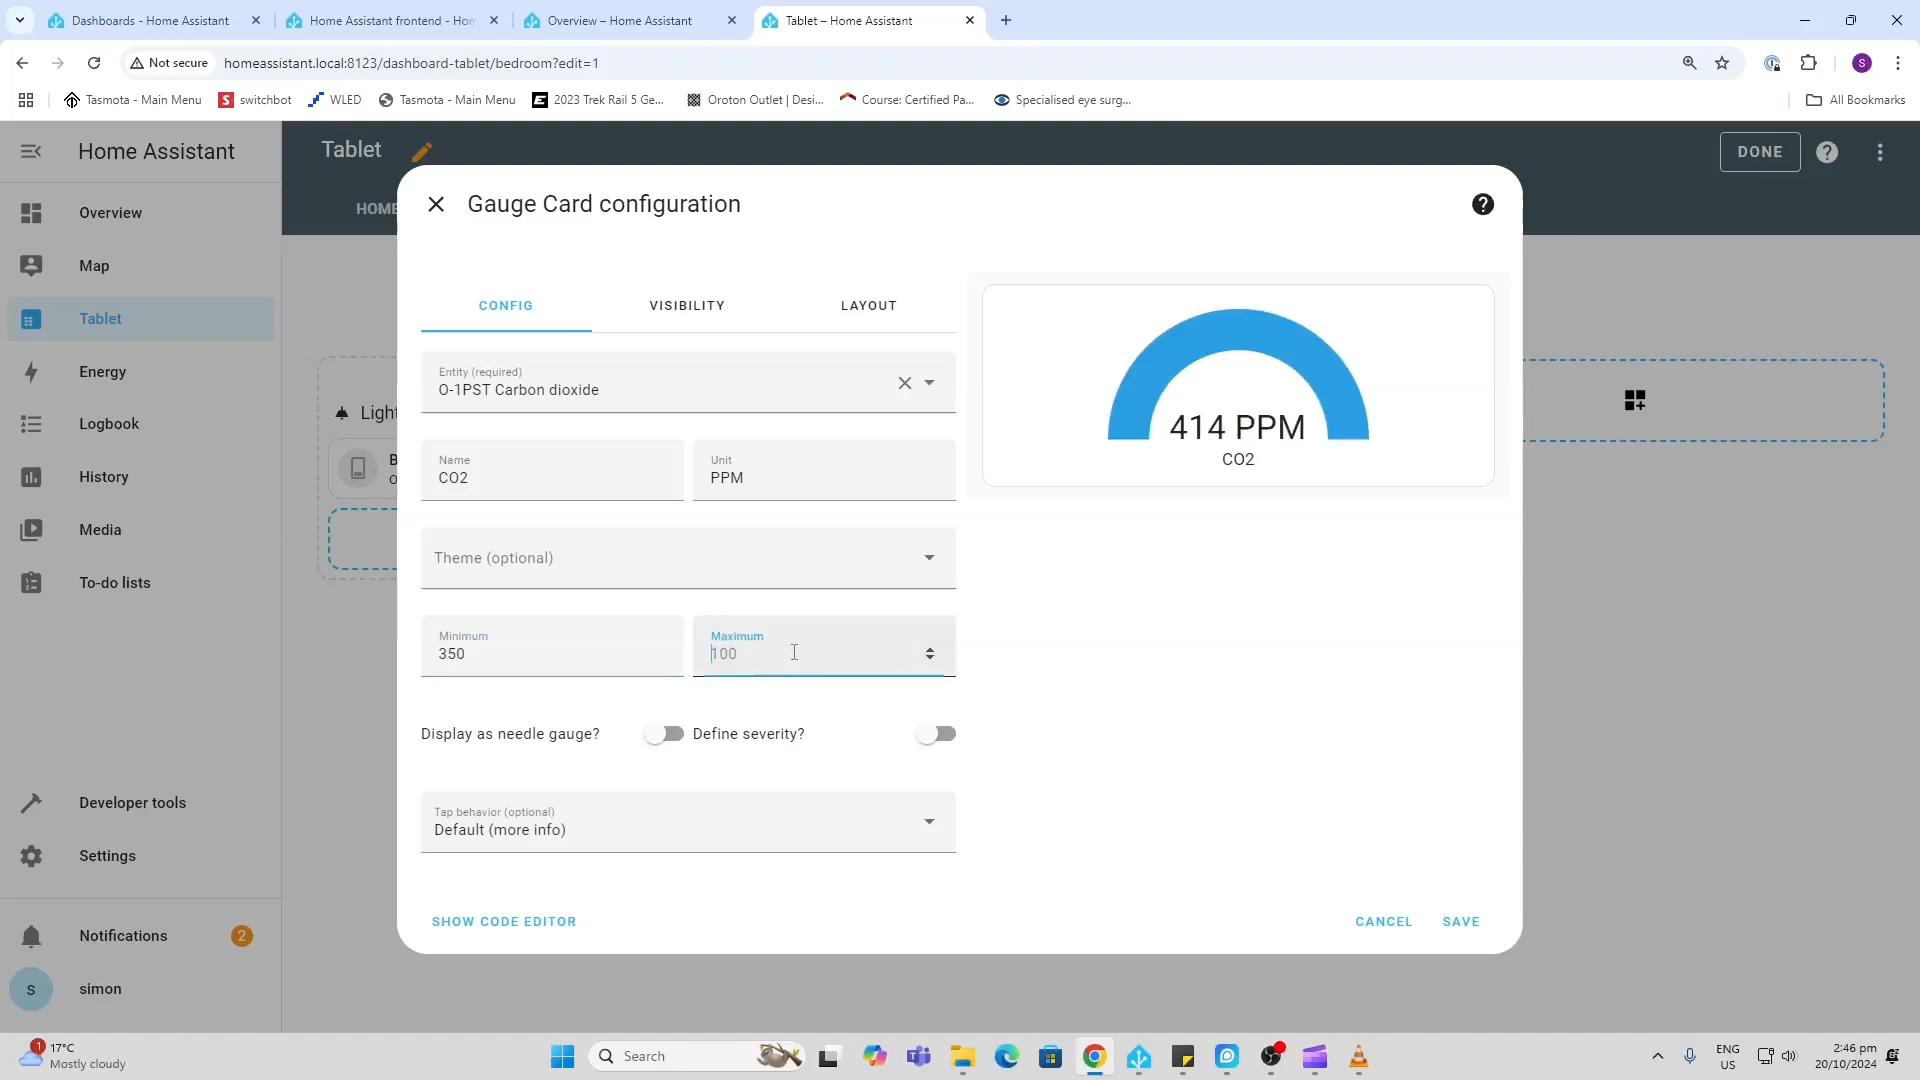 Dashboards - Home Assistant
Home Assistant frontend - Hom
Overview – Home Assistant
Tablet – Home Assistant
Not secure
homeassistant.local:8123/dashboard-tablet/bedroom?edit=1
S
Tasmota - Main Menu
switchbot
WLED
Tasmota - Main Menu
2023 Trek Rail 5 Ge...
Oroton Outlet | Desi...
Course: Certified Pa...
Specialised eye surg...
All Bookmarks
Home Assistant
Tablet
DONE
HOME
Overview
Map
Tablet
Energy
Logbook
History
Media
To-do lists
Developer tools
Settings
Notifications
2
s
simon
Light
B
Gauge Card configuration
CONFIG
VISIBILITY
LAYOUT
Entity (required)
O-1PST Carbon dioxide
Name
CO2
Unit
PPM
Theme (optional)
Minimum
350
Maximum
100
Display as needle gauge?
Define severity?
Tap behavior (optional)
Default (more info)
SHOW CODE EDITOR
CANCEL
SAVE
414 PPM
CO2
1
17°C
Mostly cloudy
Search
ENG
US
2:46 pm
20/10/2024